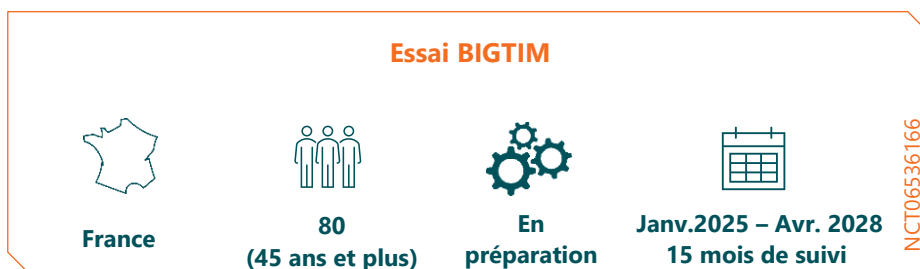 Essai BIGTIM
France
80
(45 ans et plus)
En
préparation
Janv.2025 – Avr. 2028
15 mois de suivi
NCT06536166